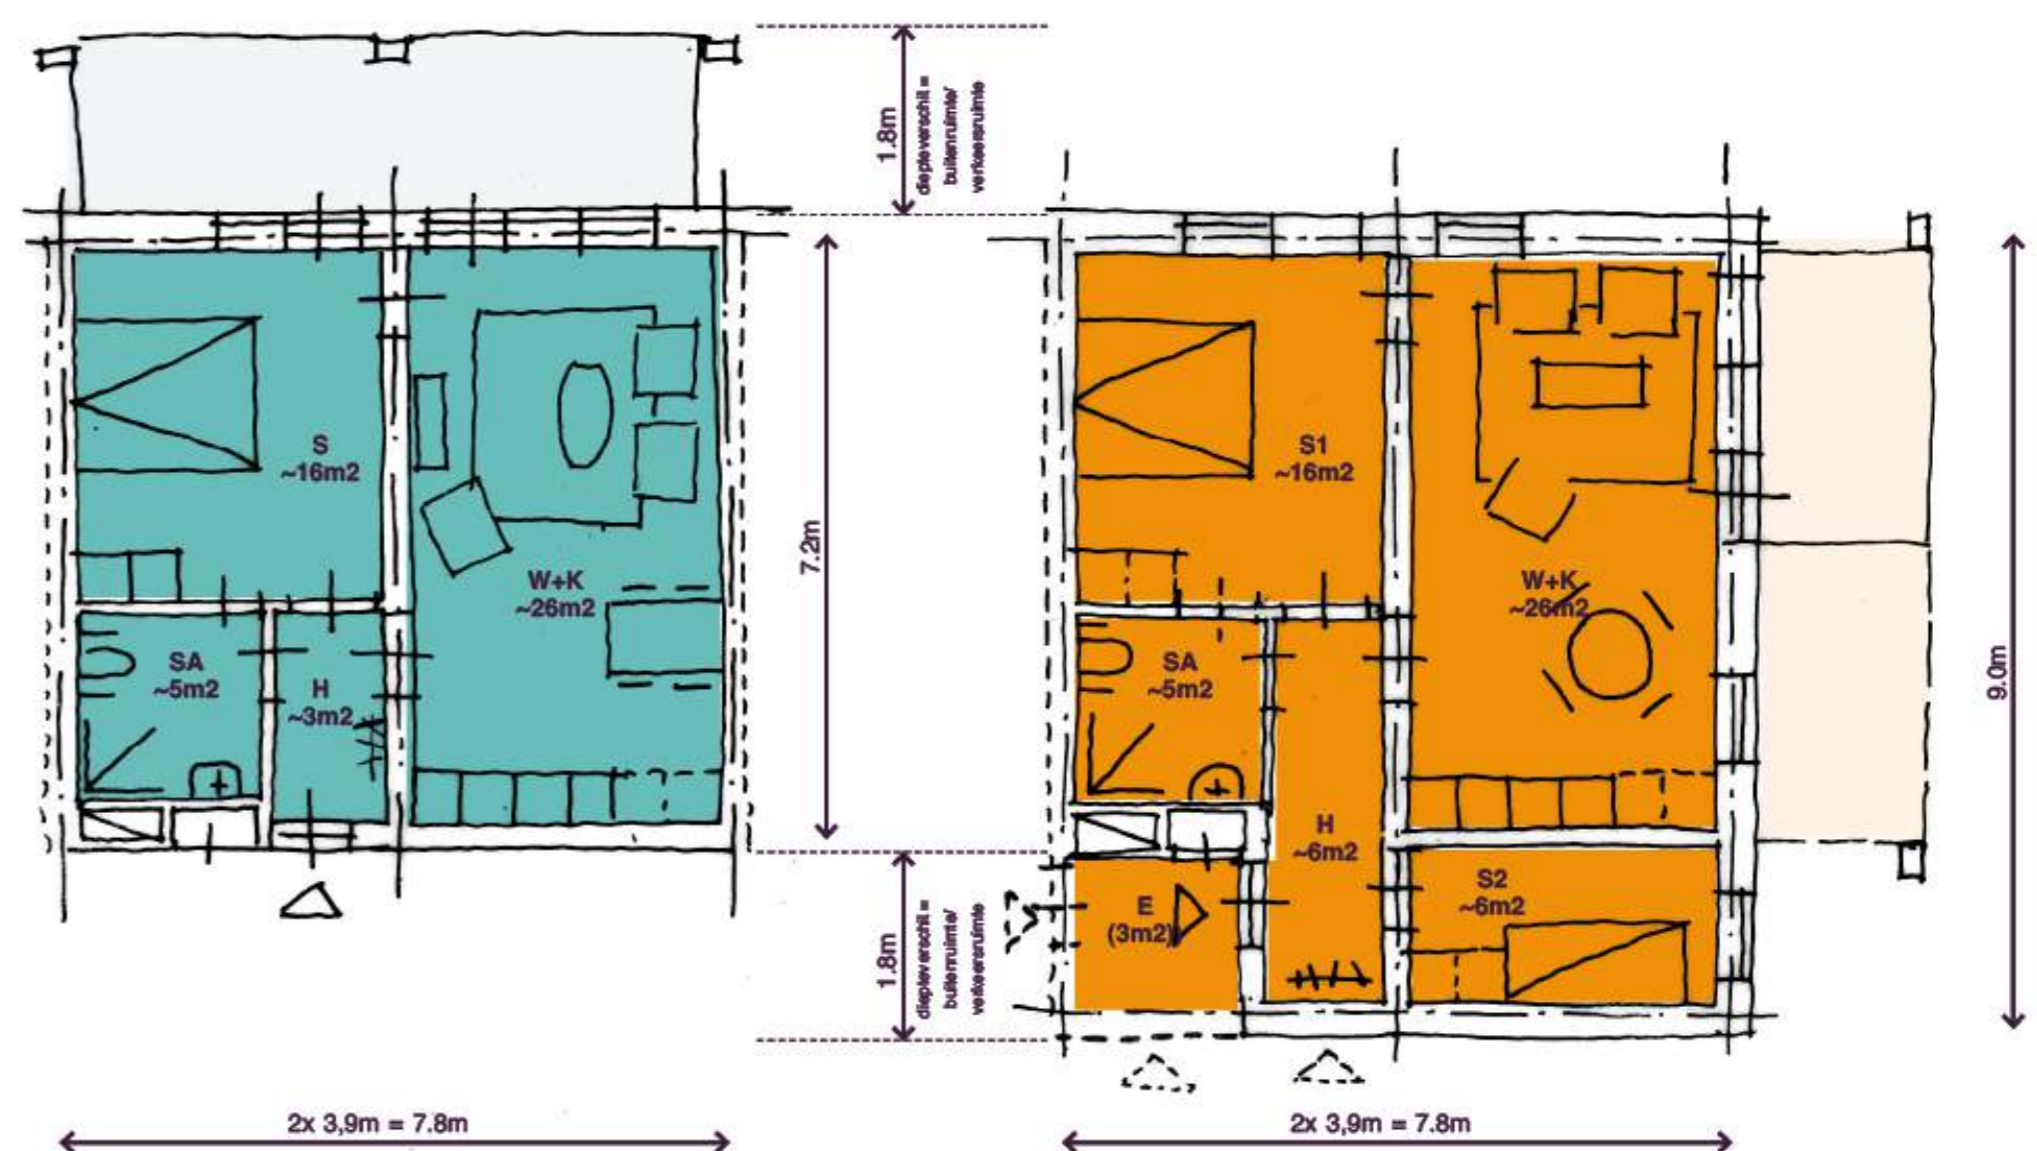 1.8m
diepteverschil =
buitenruimte/
verkeersruimte
S
~16m2
W+K
~26m2
SA
~5m2
H
~3m2
7.2m
1.8m
diepteverschil =
buitenruimte/
verkeersruimte
2x 3,9m = 7.8m
S1
~16m2
W+K
~26m2
SA
~5m2
H
~6m2
S2
~6m2
E
(3m2)
9.0m
2x 3,9m = 7.8m